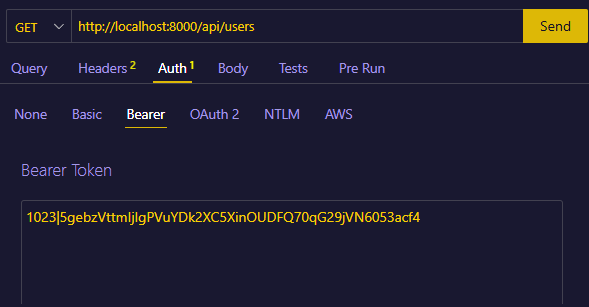 GET http://localhost:8000/api/users Send
Query Headers 2 Auth 1 Body Tests Pre Run
None Basic Bearer OAuth 2 NTLM AWS
Bearer Token
1023|5gebzVttmIjlgPVuYDk2XC5XinOUDFQ70qG29jVN6053acf4